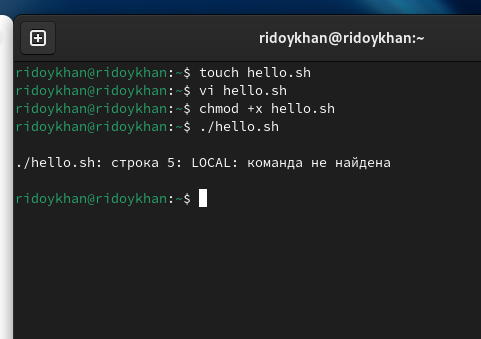 ridoykhan@ridoykhan:~
ridoykhan@ridoykhan:~$ touch hello.sh
ridoykhan@ridoykhan:~$ vi hello.sh
ridoykhan@ridoykhan:~$ chmod +x hello.sh
ridoykhan@ridoykhan:~$ ./hello.sh
./hello.sh: строка 5: LOCAL: команда не найдена
ridoykhan@ridoykhan:~$